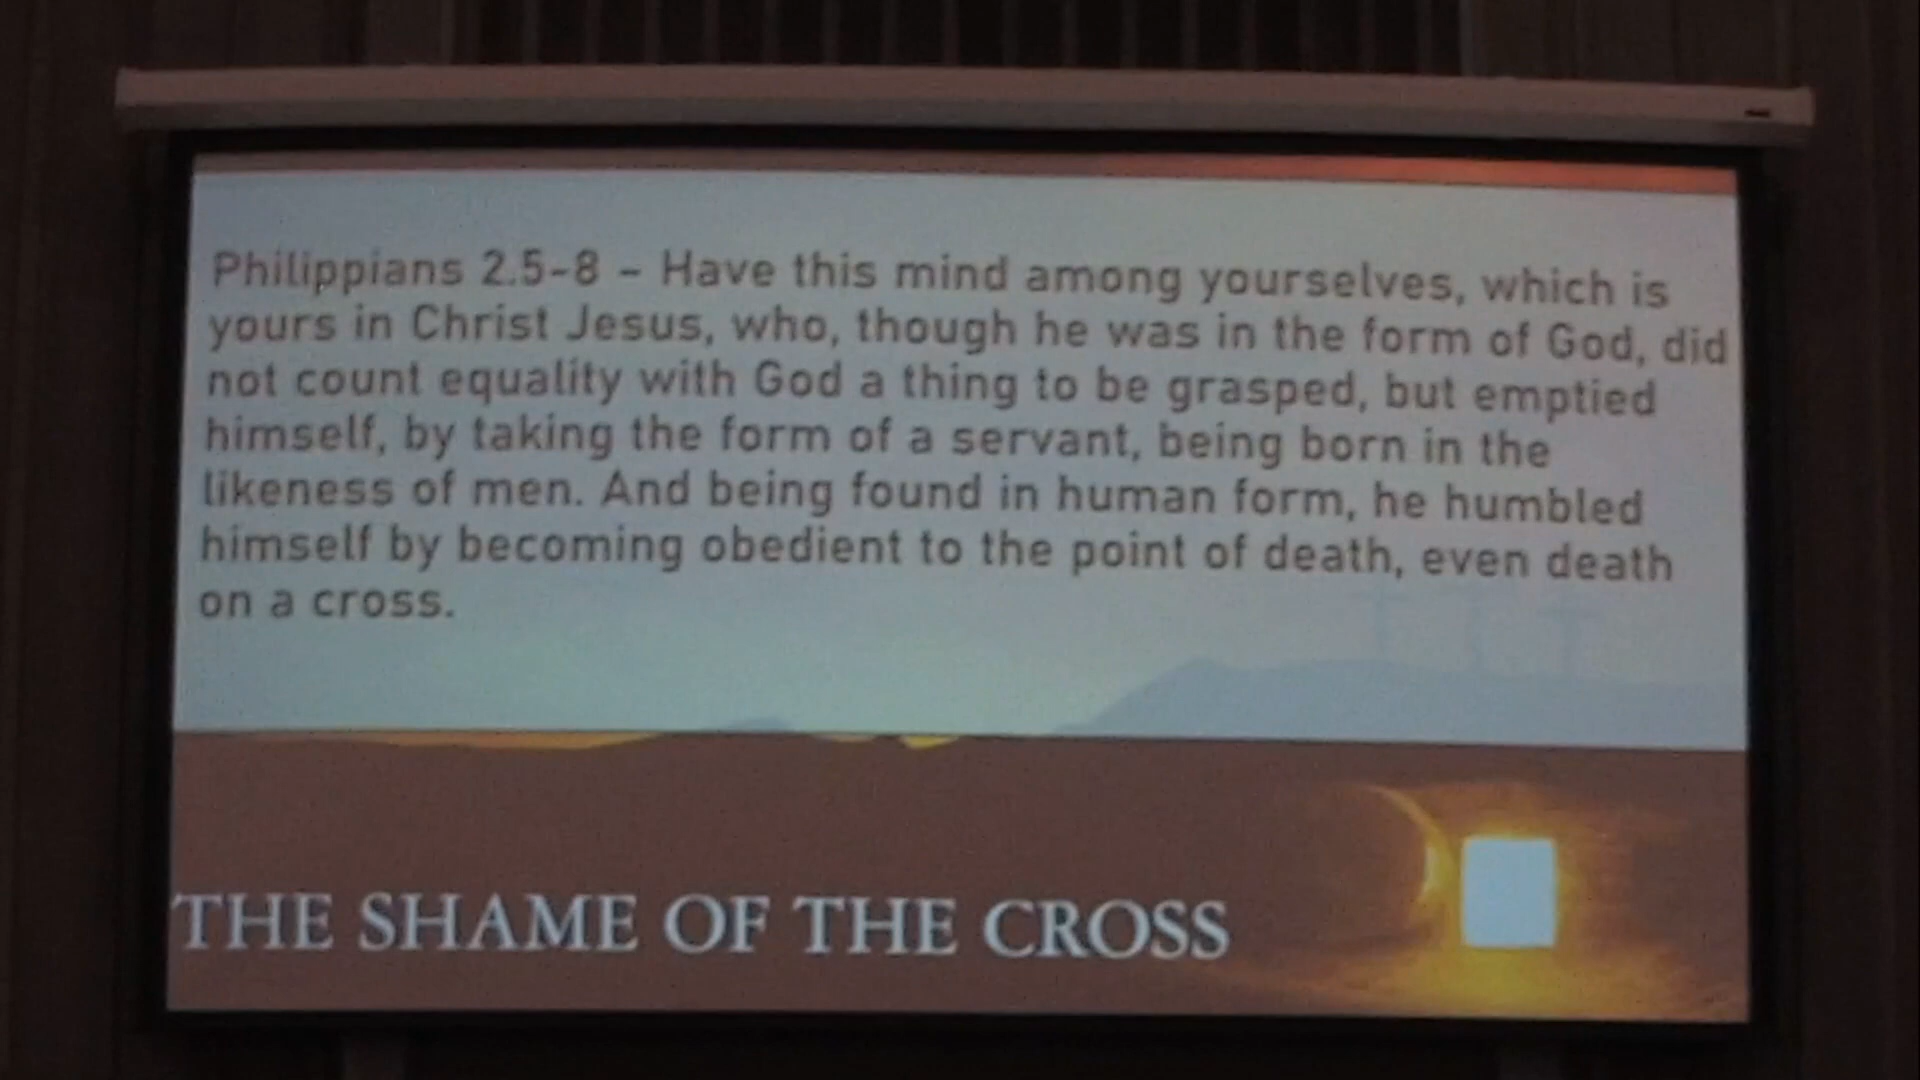 Philippians 2.5-8 - Have this mind among yourselves, which is
yours in Christ Jesus, who, though he was in the form of God, did
not count equality with God a thing to be grasped, but emptied
himself, by taking the form of a servant, being born in the
likeness of men. And being found in human form, he humbled
himself by becoming obedient to the point of death, even death
on a cross.
THE SHAME OF THE CROSS